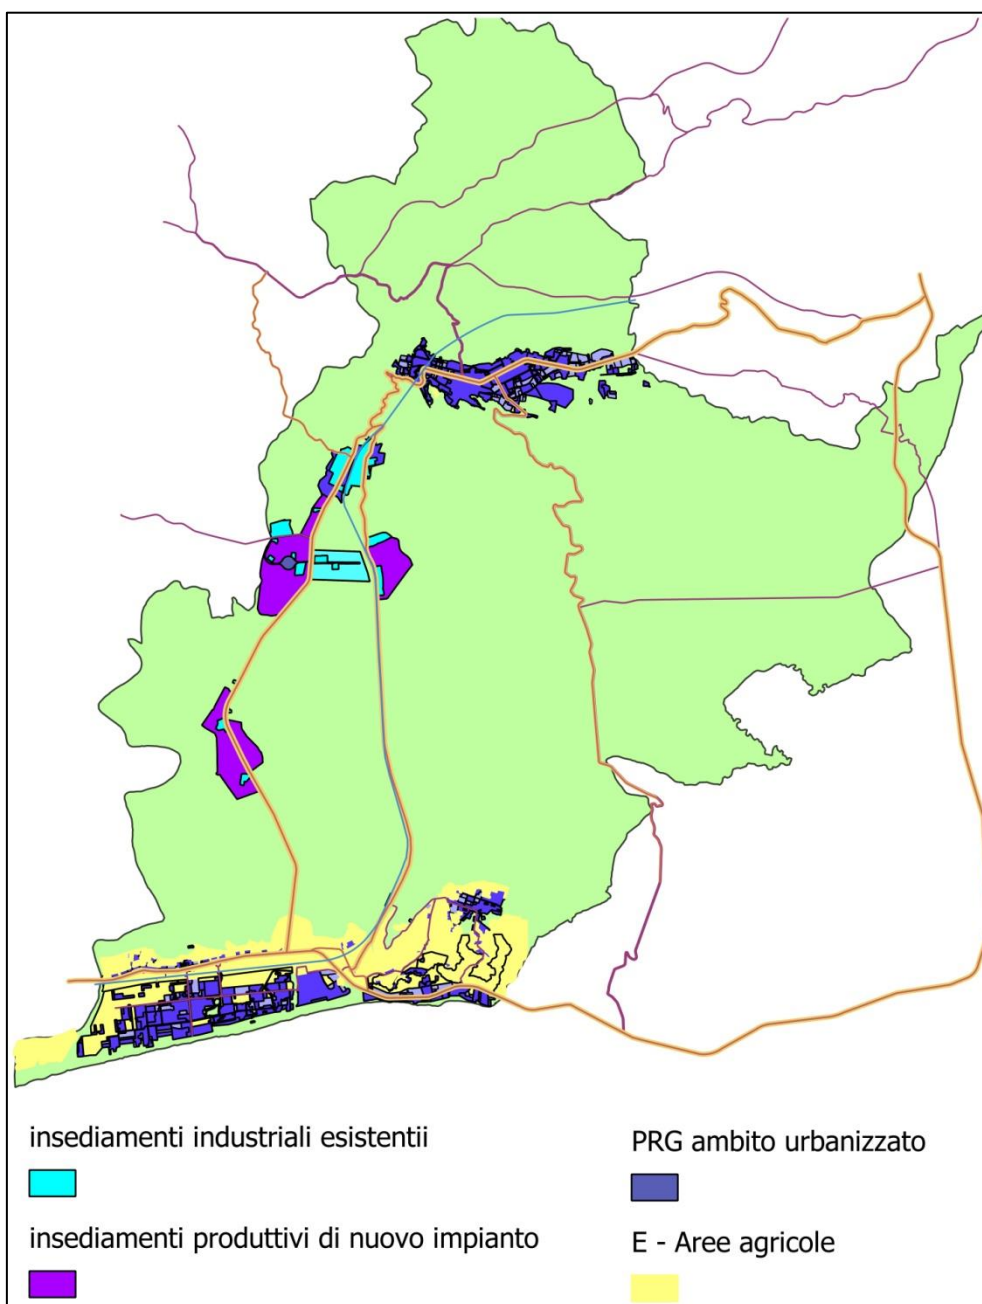 insediamenti industriali esistentii
PRG ambito urbanizzato
insediamenti produttivi di nuovo impianto
E - Aree agricole